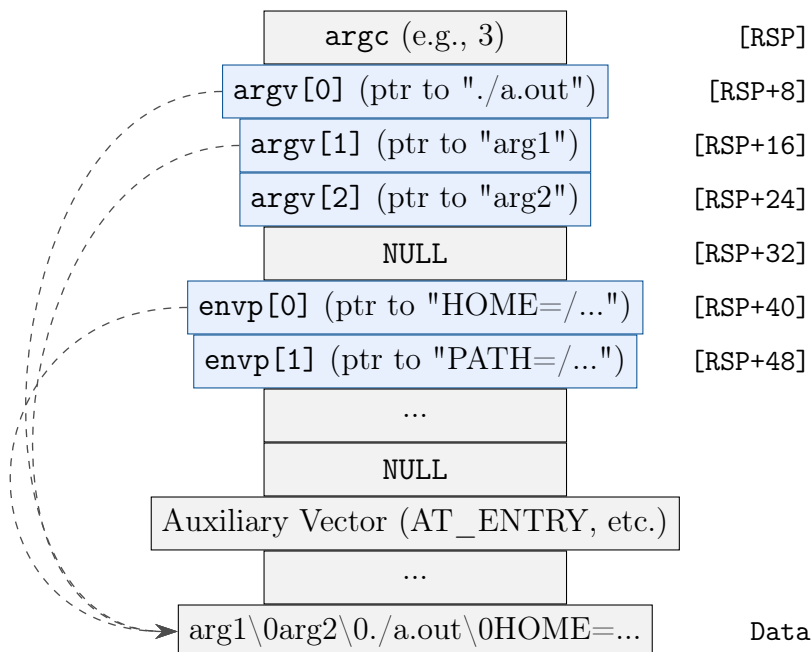 argc (e.g., 3) [RSP]
argv[0] (ptr to "./a.out") [RSP+8]
argv[1] (ptr to "arg1") [RSP+16]
argv[2] (ptr to "arg2") [RSP+24]
NULL [RSP+32]
envp[0] (ptr to "HOME=/...") [RSP+40]
envp[1] (ptr to "PATH=/...") [RSP+48]
...
NULL
Auxiliary Vector (AT_ENTRY, etc.)
...
arg1\0arg2\0./a.out\0HOME=... Data